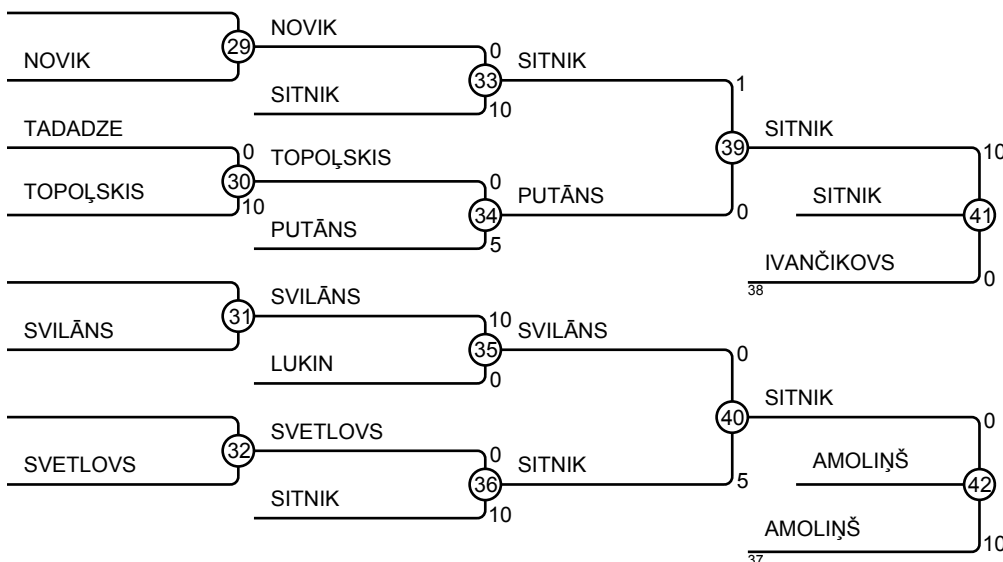 NOVIK
29
NOVIK
0
33
SITNIK
10
SITNIK
1
TADADZE
0
30
TOPOĻSKIS
10
TOPOĻSKIS
0
34
PUTĀNS
5
PUTĀNS
0
39
SITNIK
10
SITNIK
41
IVANČIKOVS
38
0
31
SVILĀNS
SVILĀNS
10
35
LUKIN
0
SVILĀNS
0
32
SVETLOVS
SVETLOVS
0
36
SITNIK
10
SITNIK
5
40
SITNIK
0
AMOLIŅŠ
42
AMOLIŅŠ
37
10